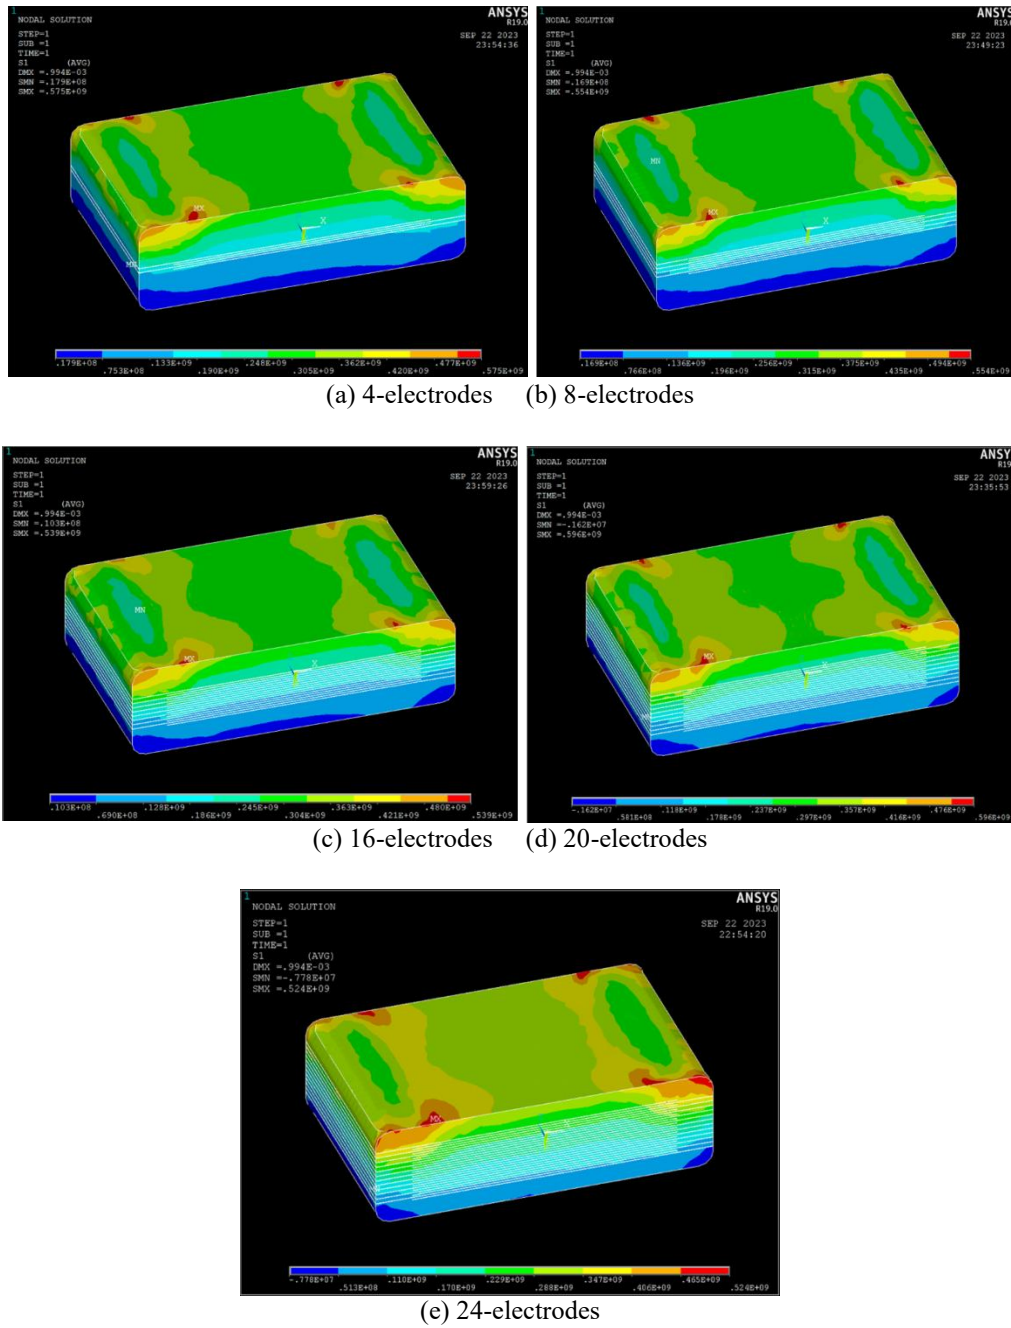 1
NODAL SOLUTION
STEP=1
SUB =1
TIME=1
S1 (AVG)
DMX =.994E-03
SMN =.179E+08
SMX =.575E+09
ANSYS
R19.0
SEP 22 2023
23:54:36
MX
X
.179E+08 .133E+09 .248E+09 .362E+09 .477E+09
.753E+08 .190E+09 .305E+09 .420E+09 .575E+09
1
NODAL SOLUTION
STEP=1
SUB =1
TIME=1
S1 (AVG)
DMX =.994E-03
SMN =.169E+08
SMX =.554E+09
ANSYS
R19.
SEP 22 2023
23:49:23
MN
MX
X
.169E+08 .136E+09 .256E+09 .375E+09 .494E+09
.766E+08 .196E+09 .315E+09 .435E+09 .554E+09
(a) 4-electrodes (b) 8-electrodes
1
NODAL SOLUTION
STEP=1
SUB =1
TIME=1
S1 (AVG)
DMX =.994E-03
SMN =.103E+08
SMX =.539E+09
ANSYS
R19.0
SEP 22 2023
23:59:26
MN
MX
X
.103E+08 .128E+09 .245E+09 .363E+09 .480E+09
.690E+08 .186E+09 .304E+09 .421E+09 .539E+09
1
NODAL SOLUTION
STEP=1
SUB =1
TIME=1
S1 (AVG)
DMX =.994E-03
SMN =-.162E+07
SMX =.596E+09
ANSYS
SEP 22 2023
23:35:53
MX
X
-.162E+07 .118E+09 .237E+09 .357E+09 .476E+09
.581E+08 .178E+09 .297E+09 .416E+09 .596E+09
(c) 16-electrodes (d) 20-electrodes
1
NODAL SOLUTION
STEP=1
SUB =1
TIME=1
S1 (AVG)
DMX =.994E-03
SMN =-.778E+07
SMX =.524E+09
ANSYS
R19.0
SEP 22 2023
22:54:20
MX
X
-.778E+07 .110E+09 .229E+09 .347E+09 .465E+09
.513E+08 .170E+09 .288E+09 .406E+09 .524E+09
(e) 24-electrodes